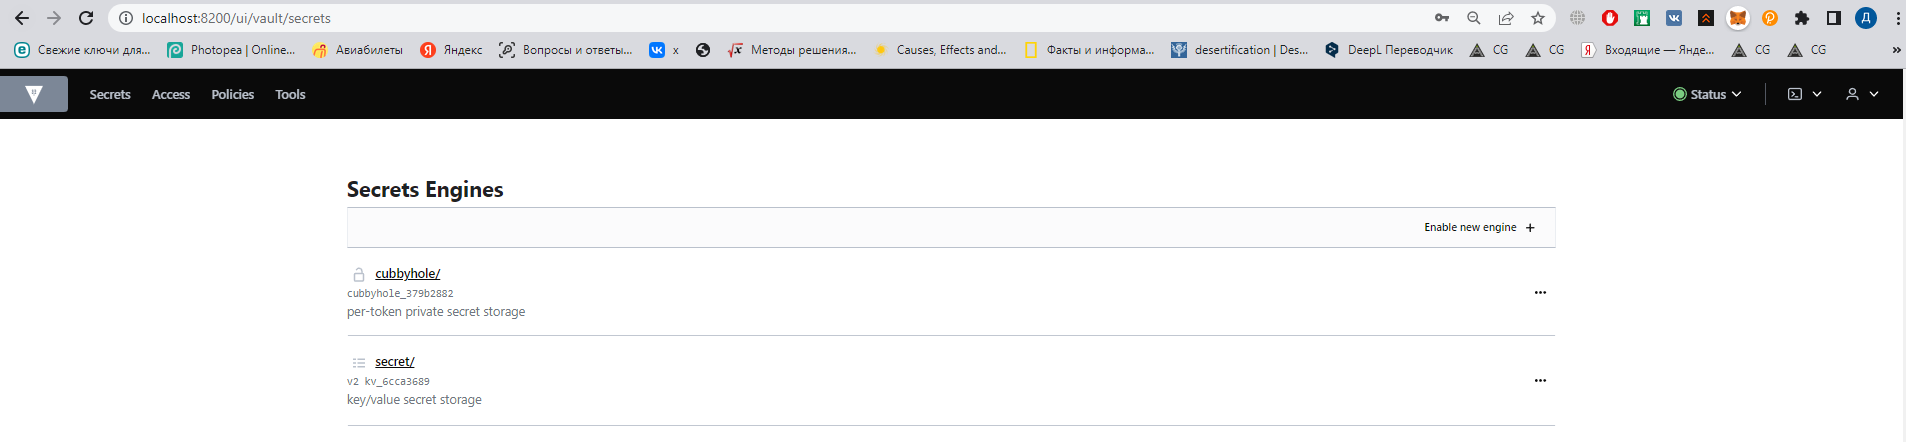 localhost:8200/ui/vault/secrets
Свежие ключи для... Photopea | Online... Авиабилеты Яндекс Вопросы и ответы... x Методы решения... Causes, Effects and... Факты и информа... desertification | Des... DeepL Переводчик CG CG Входящие — Янде... CG CG »
Secrets Access Policies Tools Status
Secrets Engines
Enable new engine +
cubbyhole/
cubbyhole_379b2882
per-token private secret storage
secret/
v2 kv_6cca3689
key/value secret storage